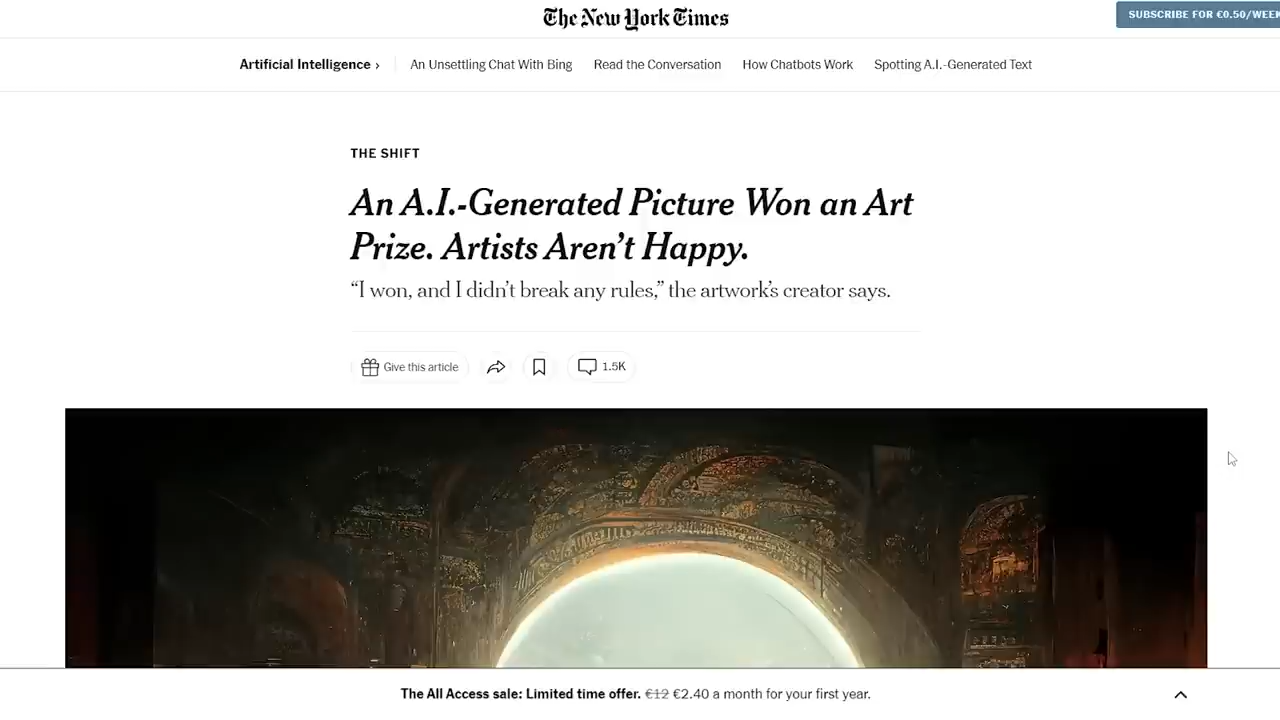 The New York Times
SUBSCRIBE FOR €0.50/WEEK
Artificial Intelligence › An Unsettling Chat With Bing Read the Conversation How Chatbots Work Spotting A.I.-Generated Text
THE SHIFT
An A.I.-Generated Picture Won an Art
Prize. Artists Aren’t Happy.
“I won, and I didn’t break any rules,” the artwork’s creator says.
Give this article 1.5K
The All Access sale: Limited time offer. €12 €2.40 a month for your first year.